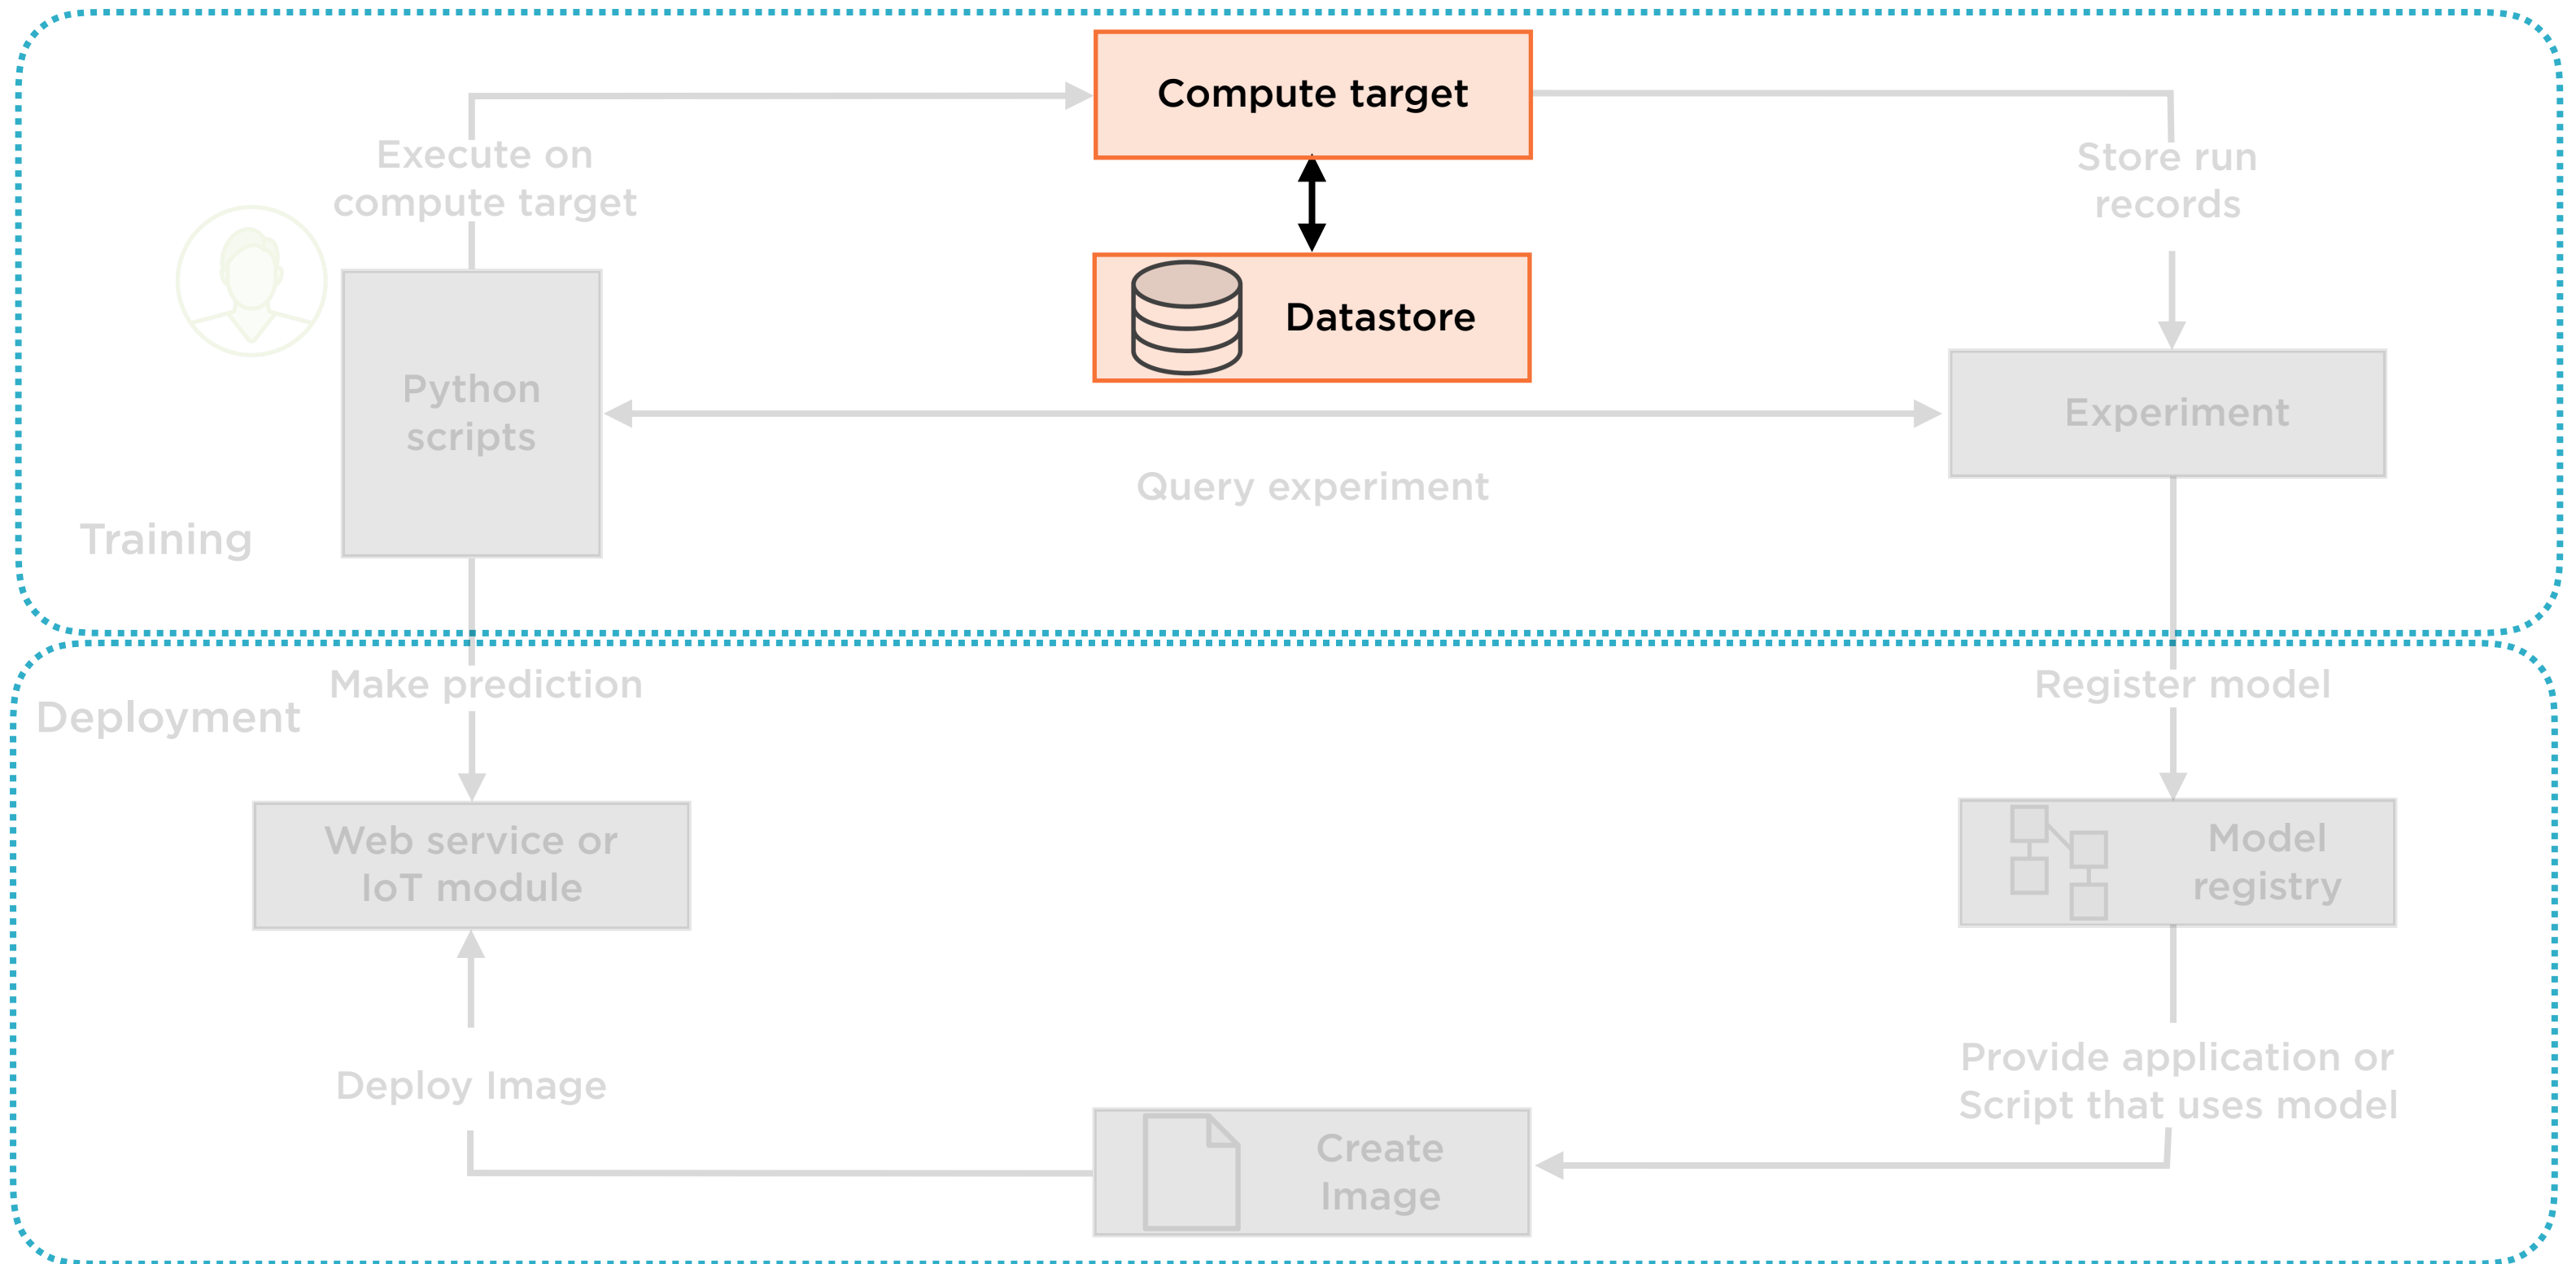 Compute target
Execute on
compute target
Store run
records
Datastore
Python
scripts
Experiment
Query experiment
Training
Make prediction
Register model
Deployment
Web service or
IoT module
Model
registry
Provide application or
Script that uses model
Deploy Image
Create
Image